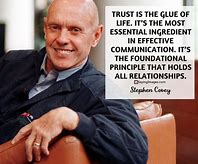 TRUST IS THE GLUE OF
LIFE. IT'S THE MOST
ESSENTIAL INGREDIENT
IN EFFECTIVE
COMMUNICATION. IT'S
THE FOUNDATIONAL
PRINCIPLE THAT HOLDS
ALL RELATIONSHIPS.
Stephen Covey